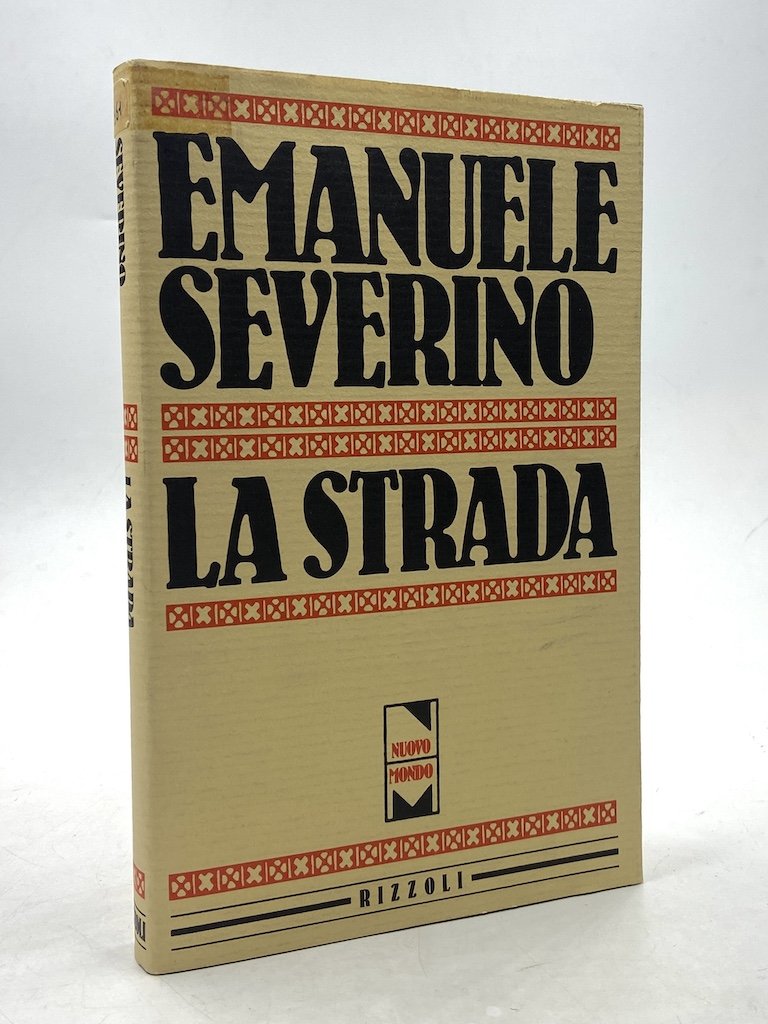 EMANUELE
SEVERINO
LA STRADA
NUOVO
MONDO
RIZZOLI
SEVERINO
LA STRADA